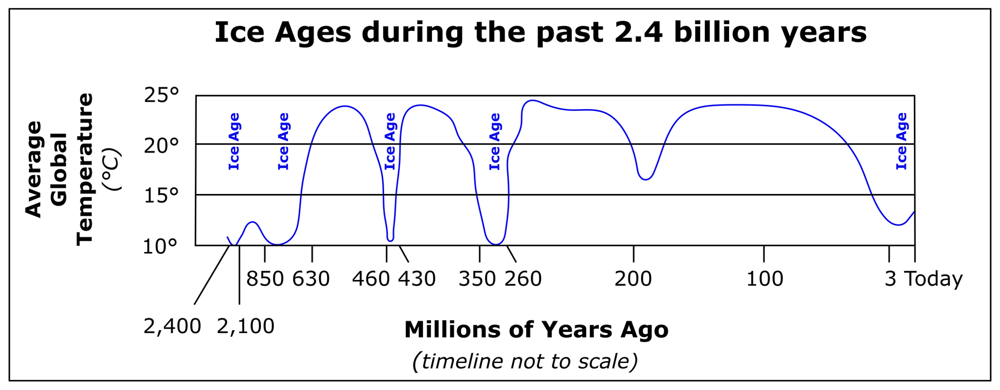 Ice Ages during the past 2.4 billion years
Average
Global
Temperature
(°C)
25°
20°
15°
10°
Ice Age
Ice Age
Ice Age
Ice Age
Ice Age
850 630 460 430 350 260 200 100 3 Today
2,400 2,100
Millions of Years Ago
(timeline not to scale)